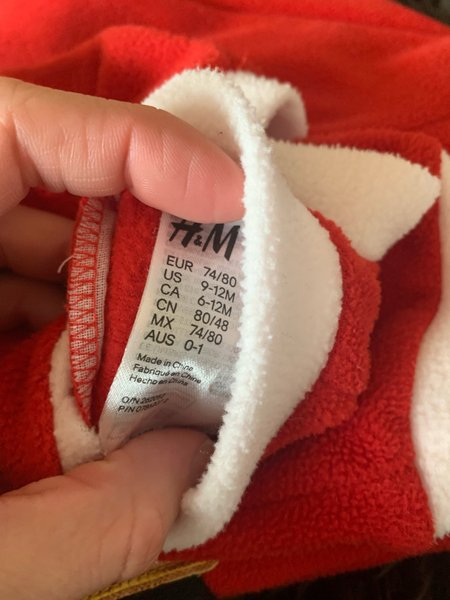 H&M
EUR 74/80
US 9-12M
CA 6-12M
CN 80/48
MX 74/80
AUS 0-1
Made in China
Fabriqué en Chine
Hecho en China
O/N
P/N